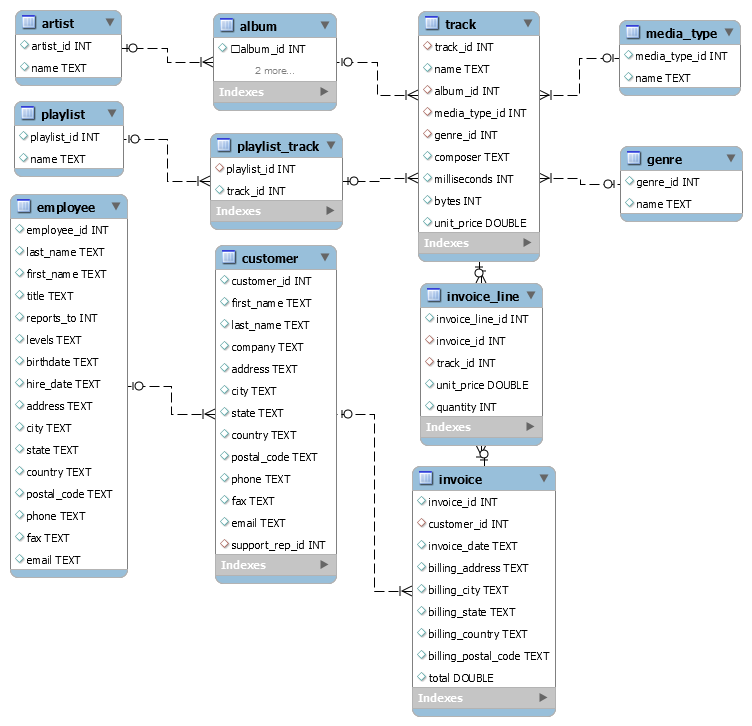 artist
artist_id INT
name TEXT
album
album_id INT
2 more...
Indexes
track
track_id INT
name TEXT
album_id INT
media_type_id INT
genre_id INT
composer TEXT
milliseconds INT
bytes INT
unit_price DOUBLE
Indexes
media_type
media_type_id INT
name TEXT
playlist
playlist_id INT
name TEXT
playlist_track
playlist_id INT
track_id INT
Indexes
genre
genre_id INT
name TEXT
employee
employee_id INT
last_name TEXT
first_name TEXT
title TEXT
reports_to INT
levels TEXT
birthdate TEXT
hire_date TEXT
address TEXT
city TEXT
state TEXT
country TEXT
postal_code TEXT
phone TEXT
fax TEXT
email TEXT
customer
customer_id INT
first_name TEXT
last_name TEXT
company TEXT
address TEXT
city TEXT
state TEXT
country TEXT
postal_code TEXT
phone TEXT
fax TEXT
email TEXT
support_rep_id INT
Indexes
invoice_line
invoice_line_id INT
invoice_id INT
track_id INT
unit_price DOUBLE
quantity INT
Indexes
invoice
invoice_id INT
customer_id INT
invoice_date TEXT
billing_address TEXT
billing_city TEXT
billing_state TEXT
billing_country TEXT
billing_postal_code TEXT
total DOUBLE
Indexes